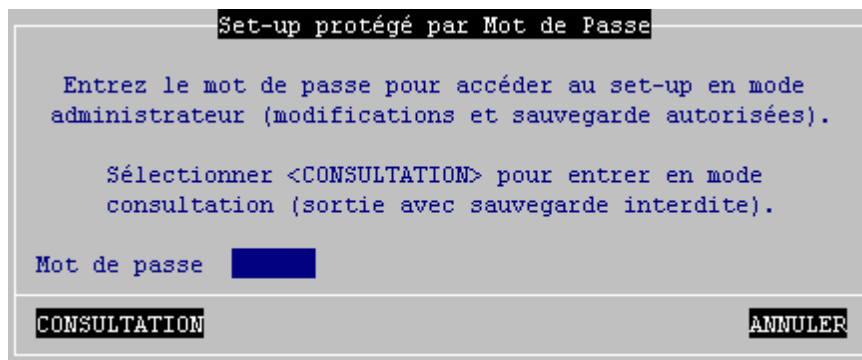 Set-up protégé par Mot de Passe
Entrez le mot de passe pour accéder au set-up en mode
administrateur (modifications et sauvegarde autorisées).
Sélectionner <CONSULTATION> pour entrer en mode
consultation (sortie avec sauvegarde interdite).
Mot de passe
CONSULTATION ANNULER